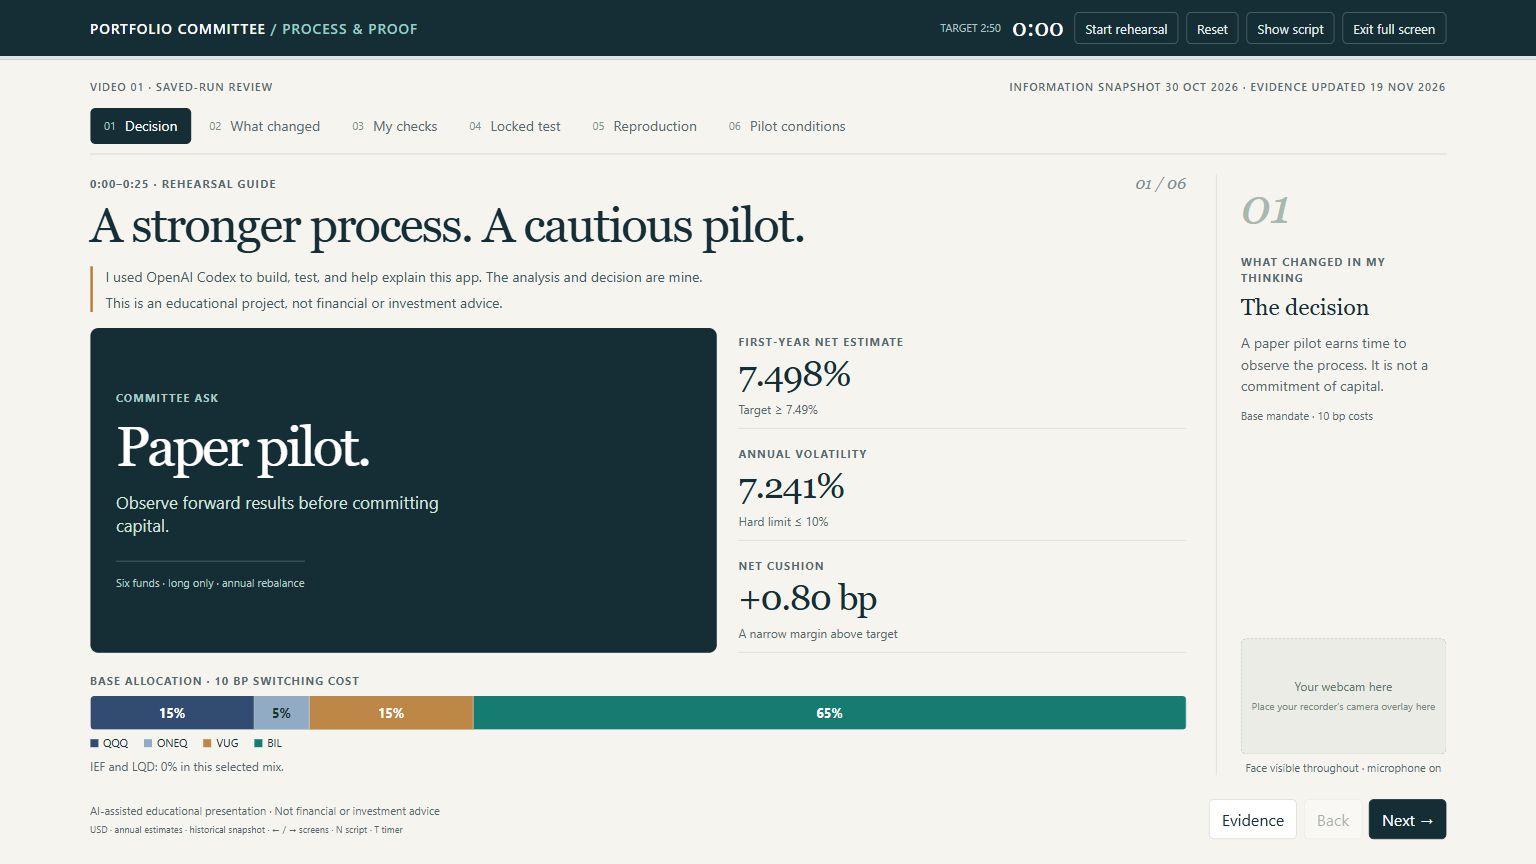 PORTFOLIO COMMITTEE / PROCESS & PROOF
TARGET 2:50 0:00 Start rehearsal Reset Show script Exit full screen
VIDEO 01 · SAVED-RUN REVIEW
INFORMATION SNAPSHOT 30 OCT 2026 · EVIDENCE UPDATED 19 NOV 2026
01 Decision 02 What changed 03 My checks 04 Locked test 05 Reproduction 06 Pilot conditions
0:00–0:25 · REHEARSAL GUIDE
01 / 06
A stronger process. A cautious pilot.
I used OpenAI Codex to build, test, and help explain this app. The analysis and decision are mine.
This is an educational project, not financial or investment advice.
COMMITTEE ASK
Paper pilot.
Observe forward results before committing
capital.
Six funds · long only · annual rebalance
FIRST-YEAR NET ESTIMATE
7.498%
Target ≥ 7.49%
ANNUAL VOLATILITY
7.241%
Hard limit ≤ 10%
NET CUSHION
+0.80 bp
A narrow margin above target
BASE ALLOCATION · 10 BP SWITCHING COST
15% 5% 15% 65%
QQQ ONEQ VUG BIL
IEF and LQD: 0% in this selected mix.
01
WHAT CHANGED IN MY
THINKING
The decision
A paper pilot earns time to
observe the process. It is not a
commitment of capital.
Base mandate · 10 bp costs
Your webcam here
Place your recorder's camera overlay here
Face visible throughout · microphone on
AI-assisted educational presentation · Not financial or investment advice
USD · annual estimates · historical snapshot · ← / → screens · N script · T timer
Evidence Back Next →